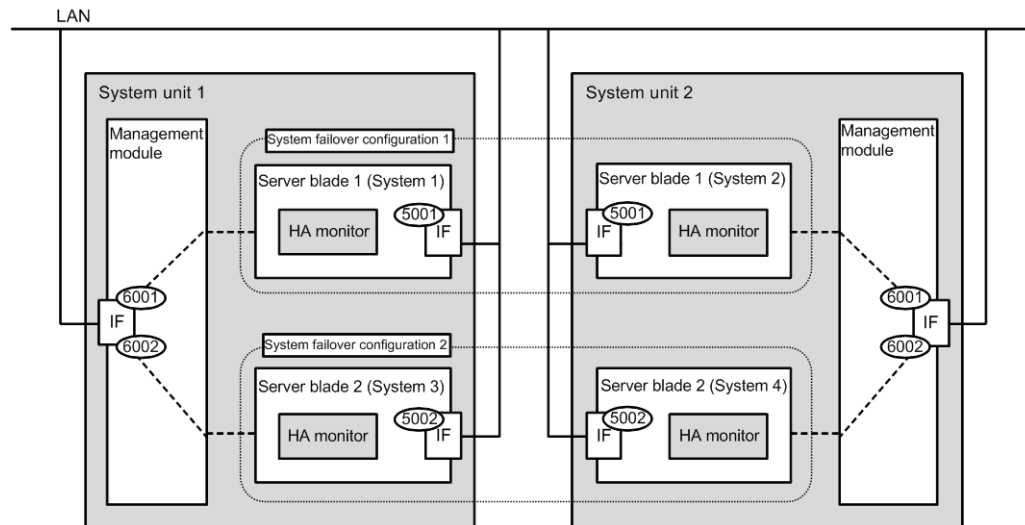 LAN
System unit 1
Management
module
System failover configuration 1
Server blade 1 (System 1)
5001
HA monitor
IF
6001
IF
6002
System failover configuration 2
Server blade 2 (System 3)
5002
HA monitor
IF
System unit 2
Management
module
Server blade 1 (System 2)
5001
IF
HA monitor
6001
IF
6002
Server blade 2 (System 4)
5002
IF
HA monitor